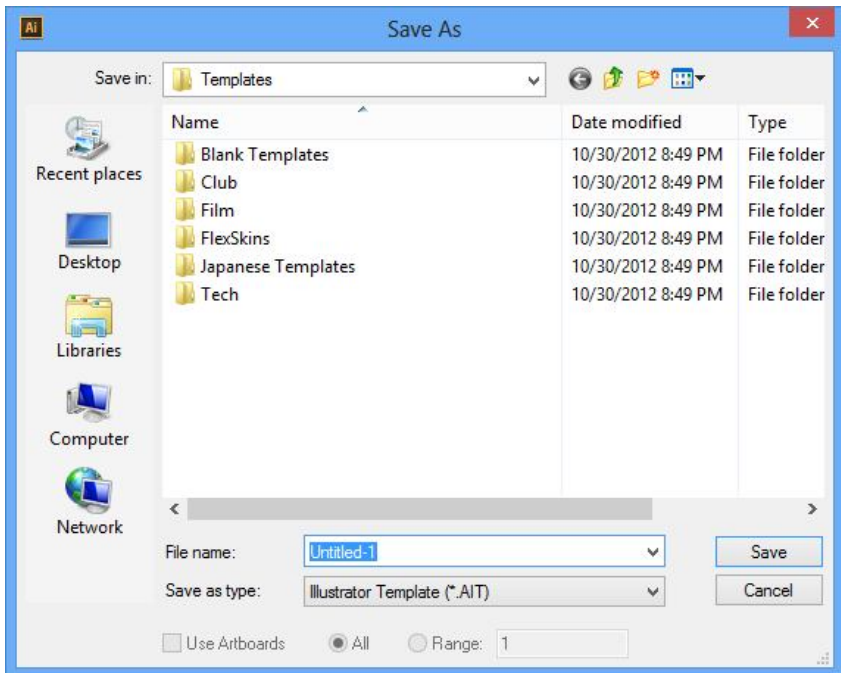 Ai Save As
Save in: Templates
Name Date modified Type
Recent places
Desktop
Libraries
Computer
Network
Blank Templates 10/30/2012 8:49 PM File folder
Club 10/30/2012 8:49 PM File folder
Film 10/30/2012 8:49 PM File folder
FlexSkins 10/30/2012 8:49 PM File folder
Japanese Templates 10/30/2012 8:49 PM File folder
Tech 10/30/2012 8:49 PM File folder
File name: Untitled-1 Save
Save as type: Illustrator Template (*.AIT) Cancel
Use Artboards All Range: 1